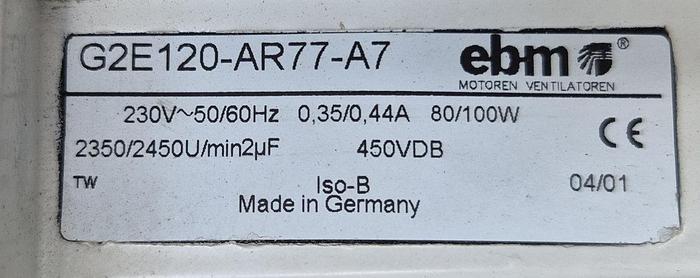 G2E120-AR77-A7
ebm®
MOTOREN VENTILATOREN
230V~50/60Hz 0,35/0,44A 80/100W
CE
2350/2450U/min2µF 450VDB
TW Iso-B 04/01
Made in Germany